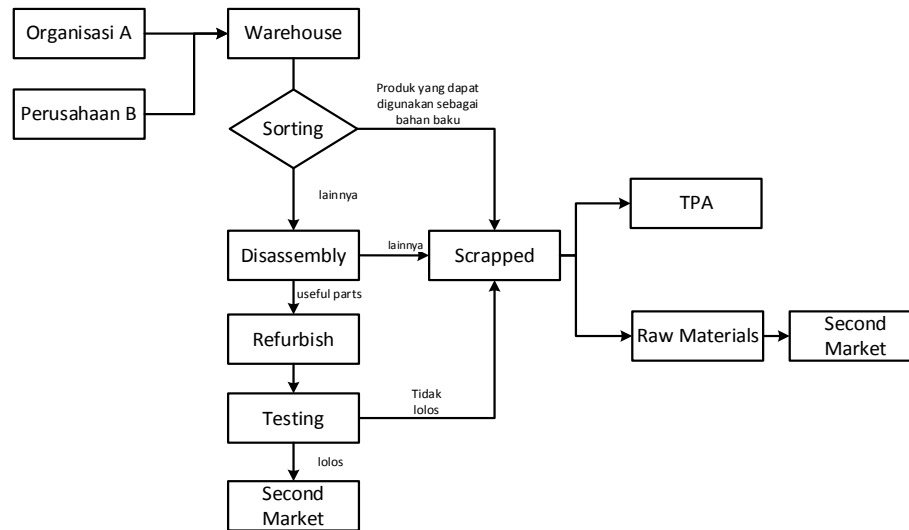 Organisasi A
Warehouse
Perusahaan B
Produk yang dapat
digunakan sebagai
bahan baku
Sorting
lainnya
TPA
Disassembly
lainnya
Scrapped
useful parts
Refurbish
Raw Materials
Second
Market
Testing
Tidak
lolos
lolos
Second
Market